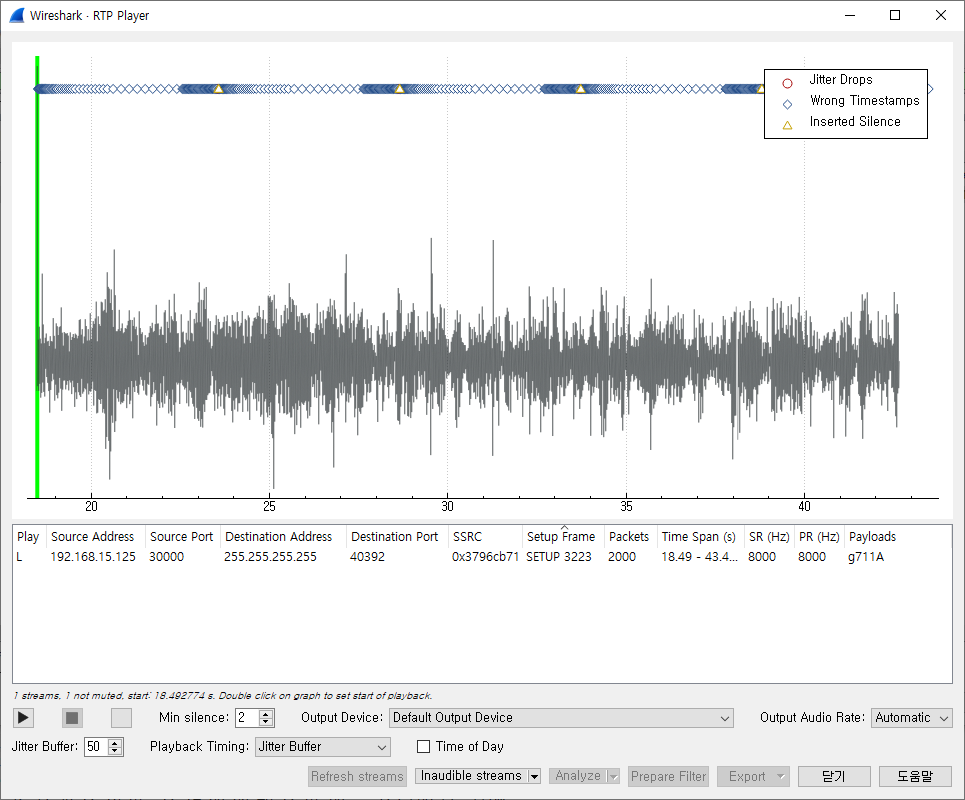 Wireshark · RTP Player
Jitter Drops
Wrong Timestamps
Inserted Silence
20 25 30 35 40
Play Source Address Source Port Destination Address Destination Port SSRC Setup Frame Packets Time Span (s) SR (Hz) PR (Hz) Payloads
L 192.168.15.125 30000 255.255.255.255 40392 0x3796cb71 SETUP 3223 2000 18.49 - 43.4... 8000 8000 g711A
1 streams, 1 not muted, start: 18.492774 s. Double click on graph to set start of playback.
Min silence: 2 Output Device: Default Output Device Output Audio Rate: Automatic
Jitter Buffer: 50 Playback Timing: Jitter Buffer Time of Day
Refresh streams Inaudible streams Analyze Prepare Filter Export 닫기 도움말